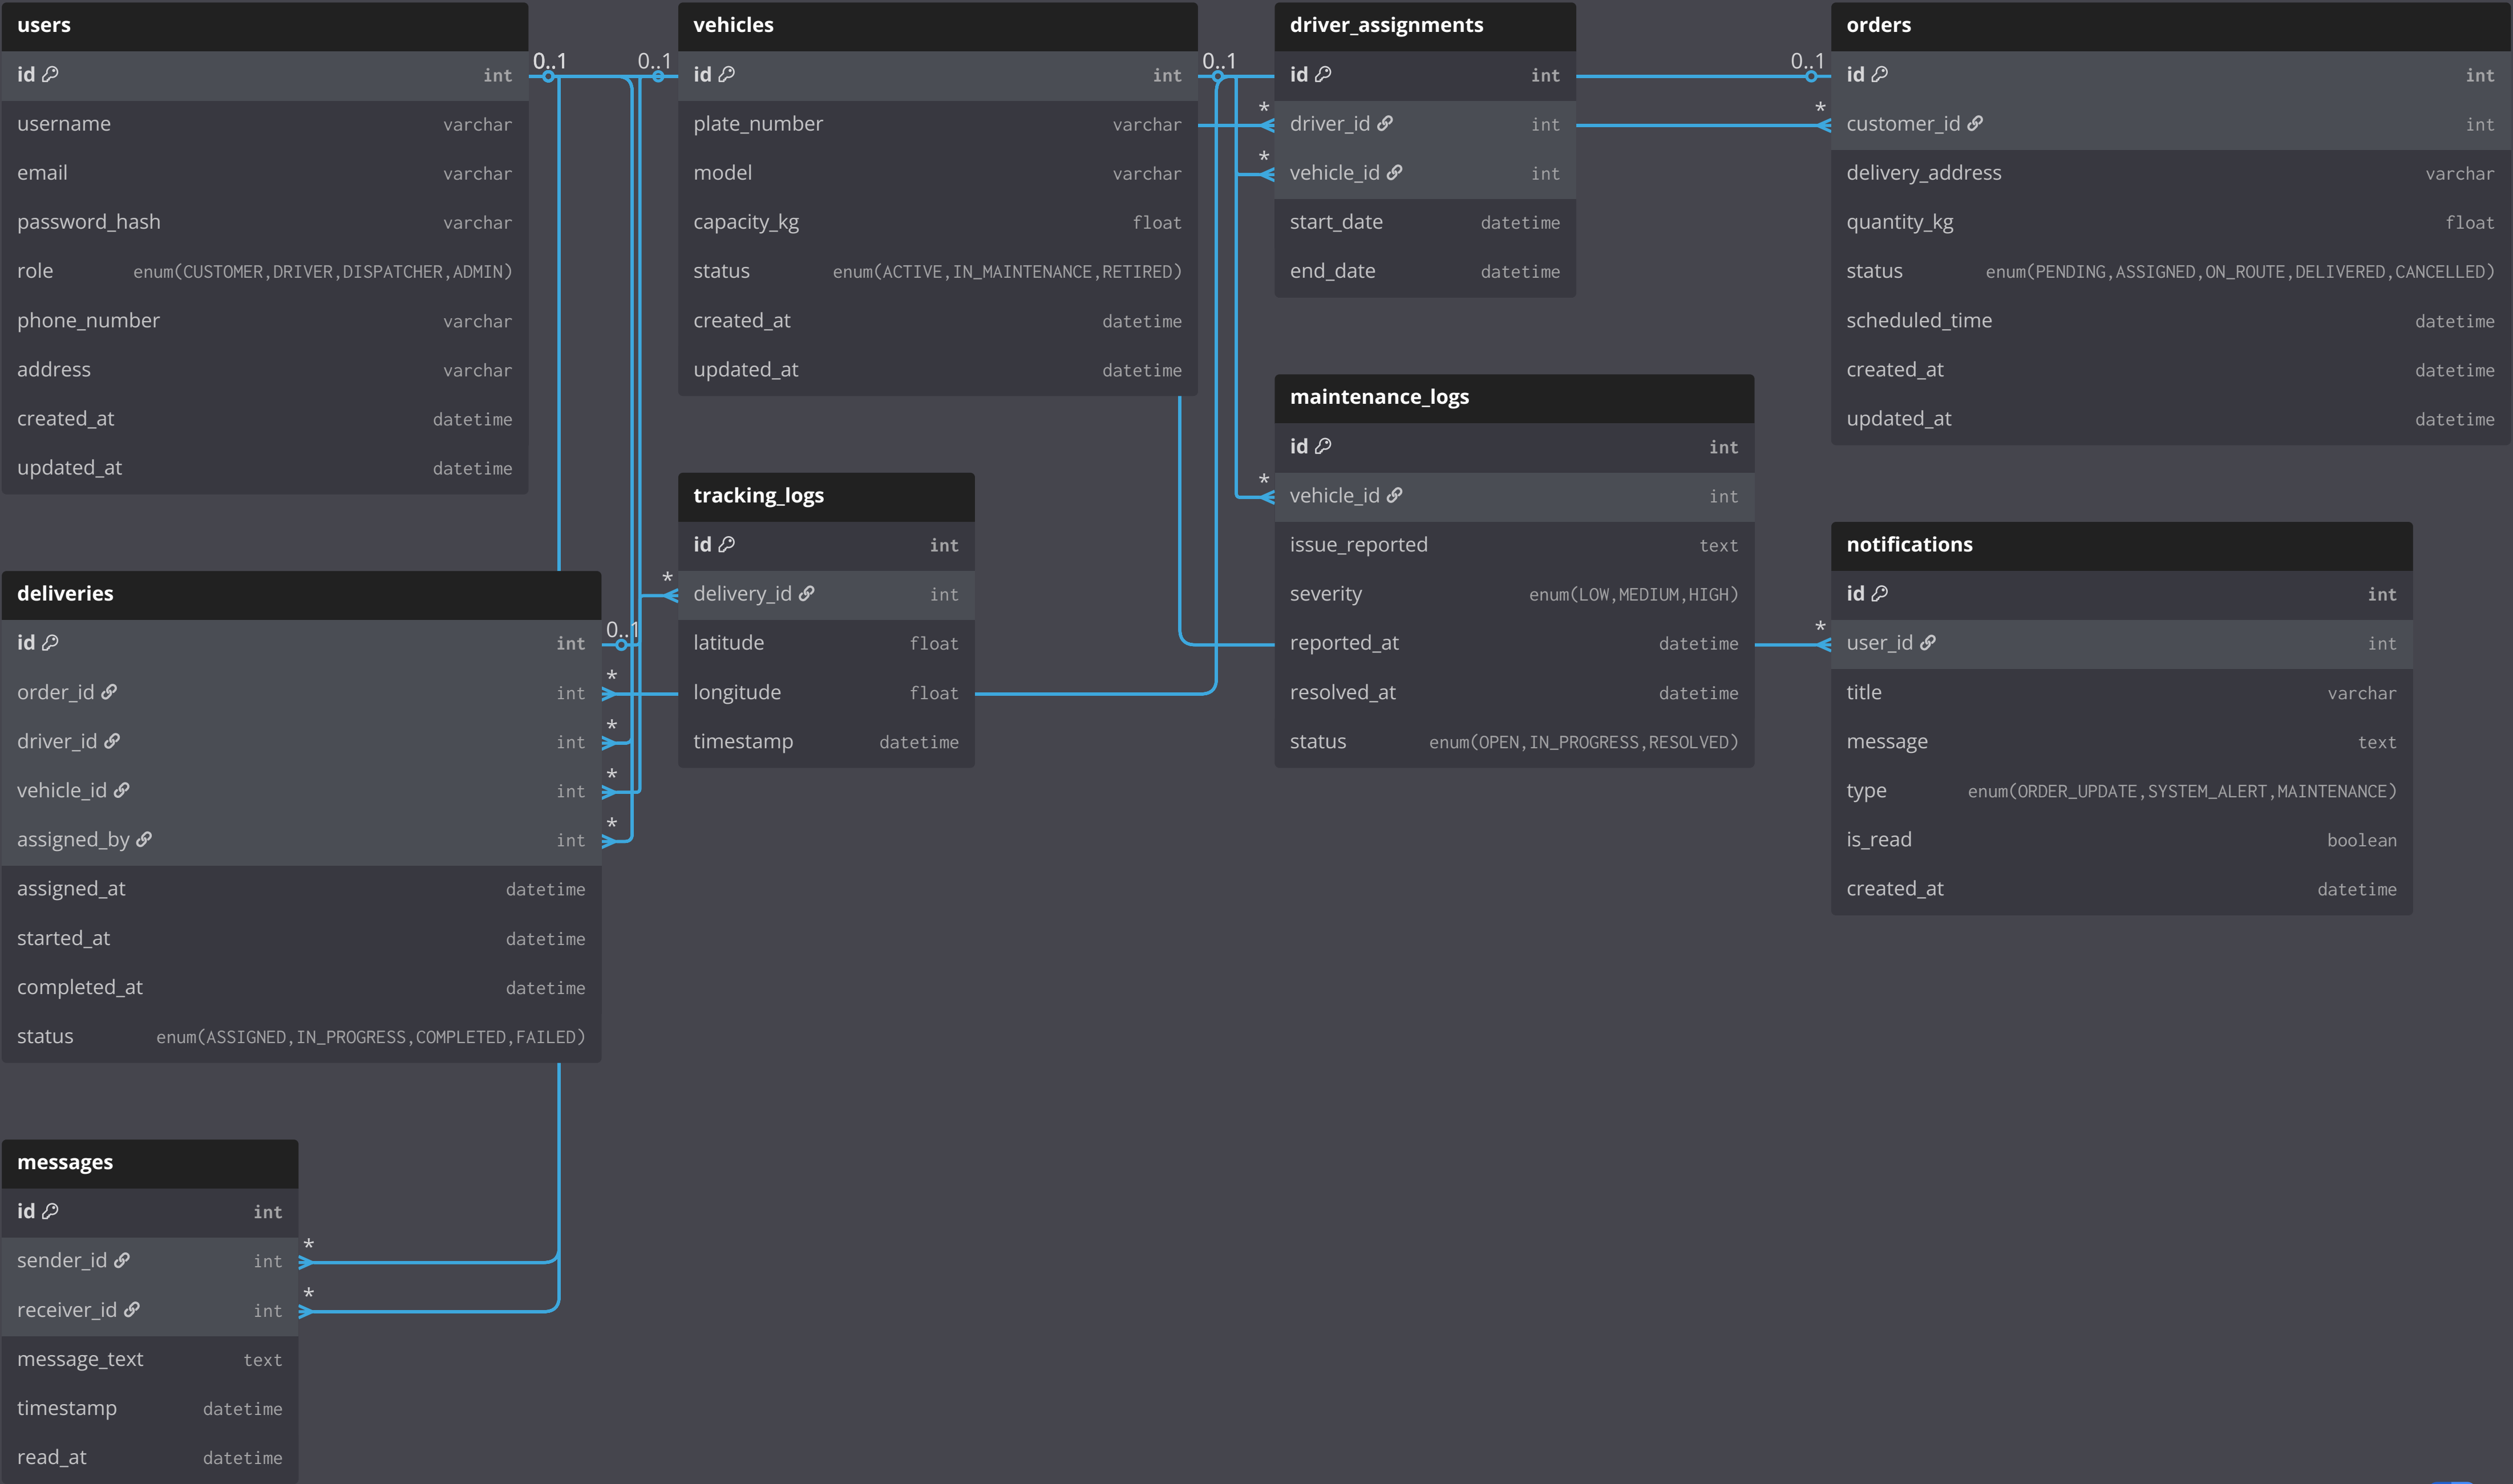 users
id int
username varchar
email varchar
password_hash varchar
role enum(CUSTOMER,DRIVER,DISPATCHER,ADMIN)
phone_number varchar
address varchar
created_at datetime
updated_at datetime
0..1
0..1
vehicles
id int
plate_number varchar
model varchar
capacity_kg float
status enum(ACTIVE,IN_MAINTENANCE,RETIRED)
created_at datetime
updated_at datetime
0..1
driver_assignments
id int
* driver_id int
* vehicle_id int
start_date datetime
end_date datetime
0..1
orders
id int
* customer_id int
delivery_address varchar
quantity_kg float
status enum(PENDING,ASSIGNED,ON_ROUTE,DELIVERED,CANCELLED)
scheduled_time datetime
created_at datetime
updated_at datetime
maintenance_logs
id int
* vehicle_id int
issue_reported text
severity enum(LOW,MEDIUM,HIGH)
reported_at datetime
resolved_at datetime
status enum(OPEN,IN_PROGRESS,RESOLVED)
tracking_logs
id int
* delivery_id int
latitude float
longitude float
timestamp datetime
notifications
id int
* user_id int
title varchar
message text
type enum(ORDER_UPDATE,SYSTEM_ALERT,MAINTENANCE)
is_read boolean
created_at datetime
deliveries
id int 0..1
order_id int *
driver_id int *
vehicle_id int *
assigned_by int *
assigned_at datetime
started_at datetime
completed_at datetime
status enum(ASSIGNED,IN_PROGRESS,COMPLETED,FAILED)
messages
id int
sender_id int *
receiver_id int *
message_text text
timestamp datetime
read_at datetime